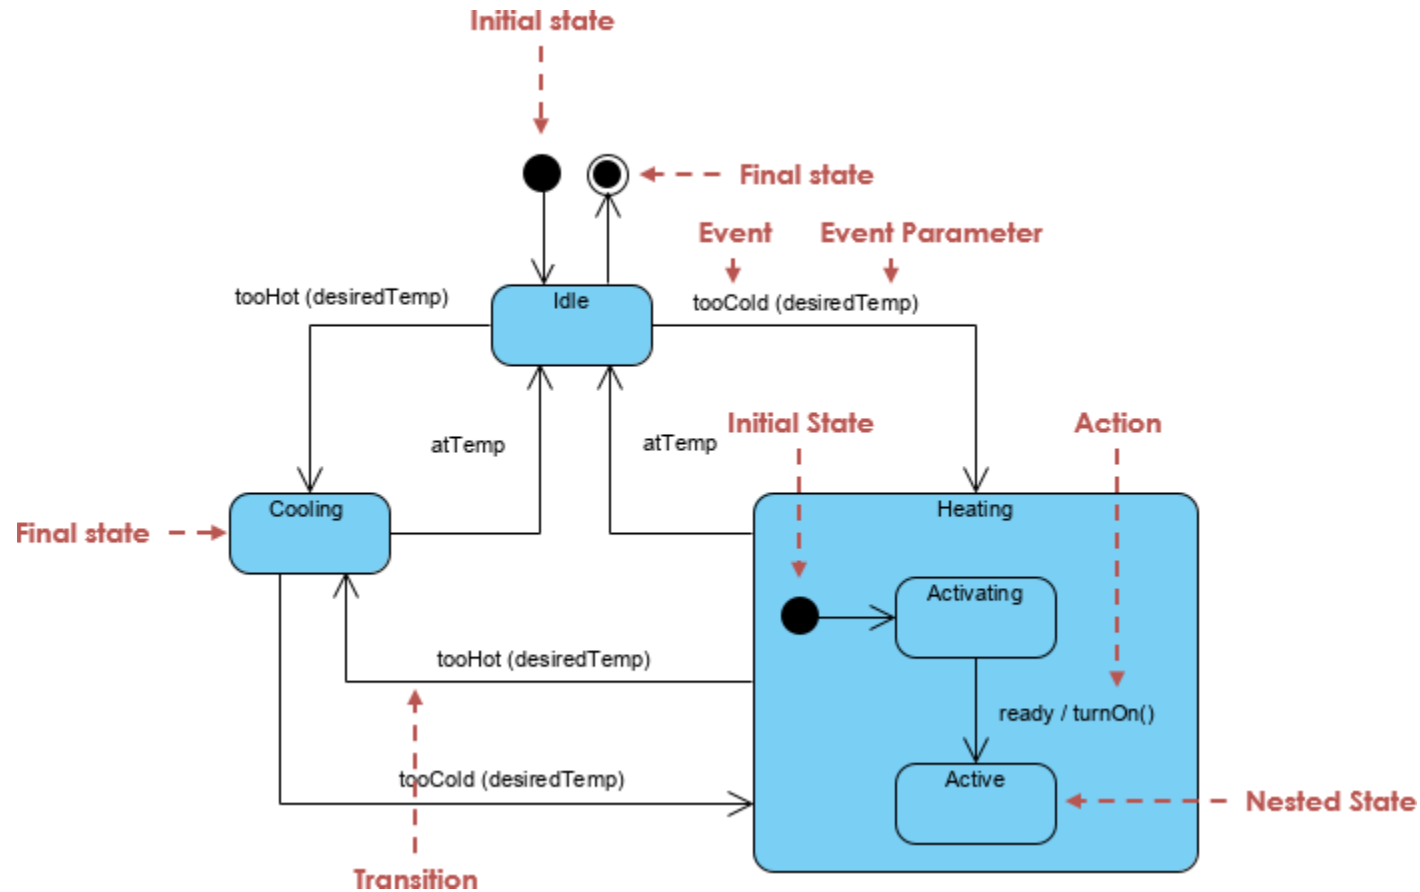 Initial state
Final state
Event
Event Parameter
tooHot (desiredTemp)
Idle
tooCold (desiredTemp)
Initial State
Action
atTemp
atTemp
Cooling
Heating
Final state
Activating
tooHot (desiredTemp)
ready / turnOn()
tooCold (desiredTemp)
Active
Nested State
Transition